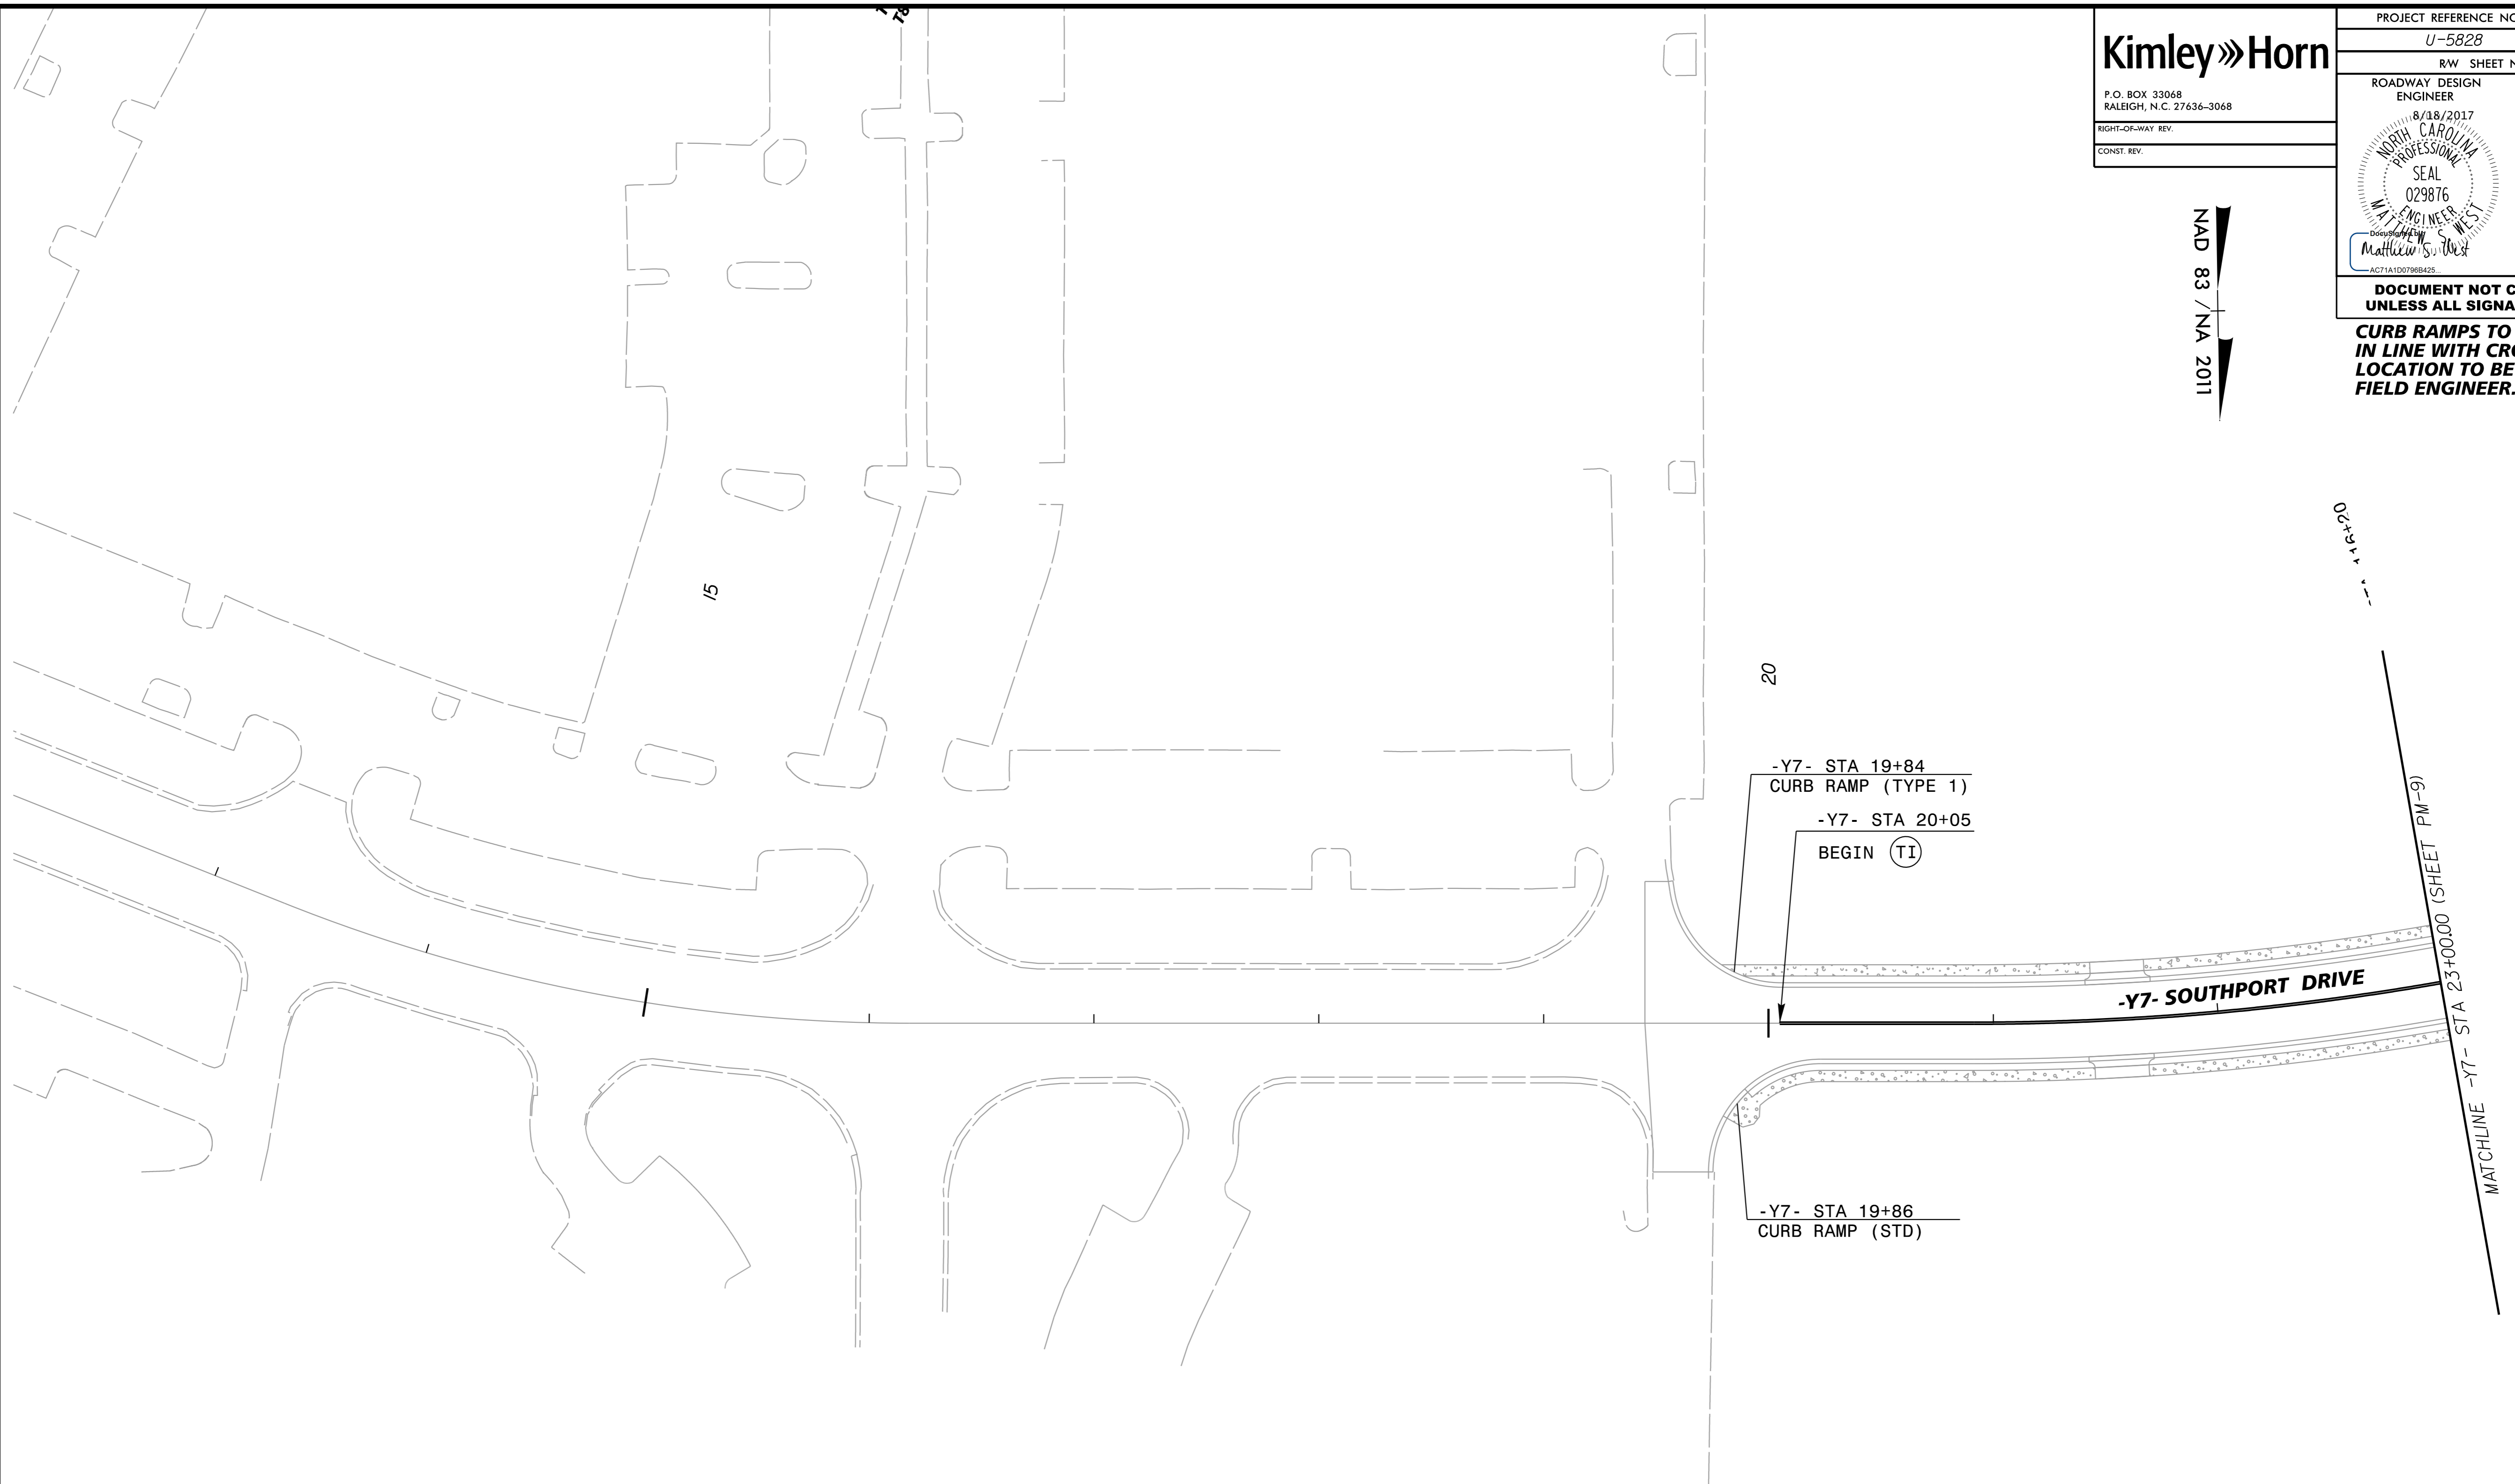 Kimley»Horn
P.O. BOX 33068
RALEIGH, N.C. 27636-3068
RIGHT-OF-WAY REV.
CONST. REV.
PROJECT REFERENCE NO
U-5828
R/W SHEET N
ROADWAY DESIGN
ENGINEER
8/18/2017
NORTH CAROLINA
PROFESSIONAL
SEAL
029876
ENGINEER
MATTHEW S. WEST
DocuSigned by:
Matthew S. West
AC71A1D0796B425...
DOCUMENT NOT C
UNLESS ALL SIGNA
CURB RAMPS TO
IN LINE WITH CRO
LOCATION TO BE
FIELD ENGINEER.
NAD 83 / NA 2011
15
20
-Y7- STA 19+84
CURB RAMP (TYPE 1)
-Y7- STA 20+05
BEGIN TI
-Y7- SOUTHPORT DRIVE
MATCHLINE -Y7- STA 23+00.00 (SHEET PM-9)
-Y7- STA 19+86
CURB RAMP (STD)